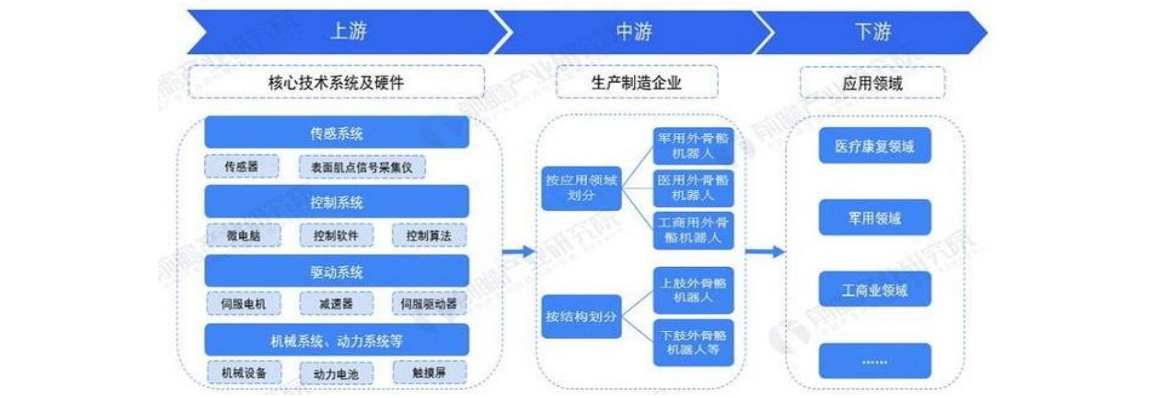 上游
中游
下游
核心技术系统及硬件
生产制造企业
应用领域
传感系统
传感器
表面肌点信号采集仪
控制系统
微电脑
控制软件
控制算法
驱动系统
伺服电机
减速器
伺服驱动器
机械系统、动力系统等
机械设备
动力电池
触摸屏
按应用领域
划分
军用外骨骼
机器人
医用外骨骼
机器人
工商用外骨
骼机器人
按结构划分
上肢外骨骼
机器人
下肢外骨骼
机器人等
医疗康复领域
军用领域
工商业领域
......
前瞻产业研究院